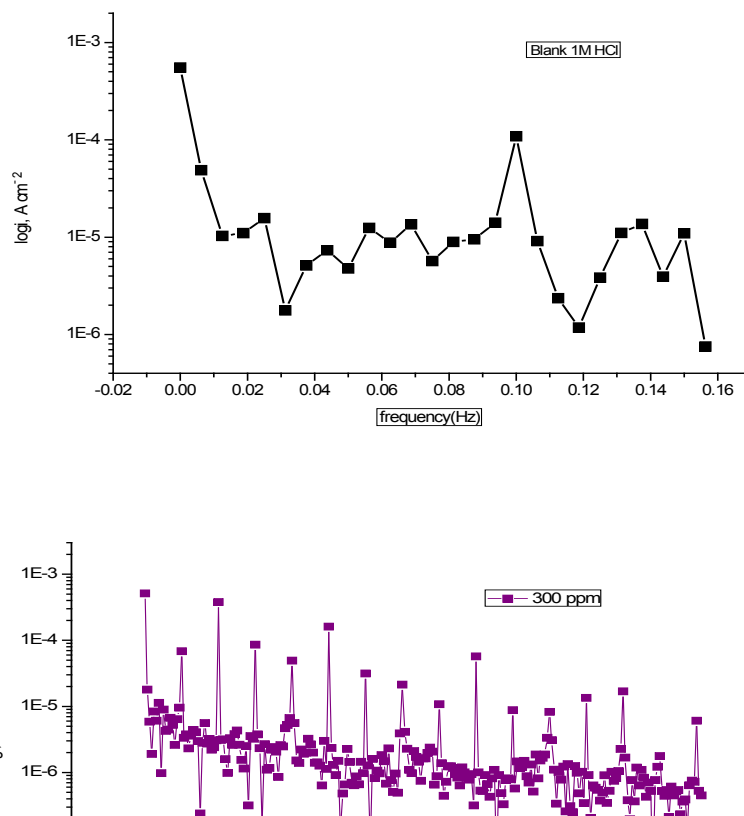 1E-3
Blank 1M HCl
1E-4
logi, A cm-2
1E-5
1E-6
-0.02 0.00 0.02 0.04 0.06 0.08 0.10 0.12 0.14 0.16
frequency(Hz)
1E-3
300 ppm
1E-4
1E-5
1E-6